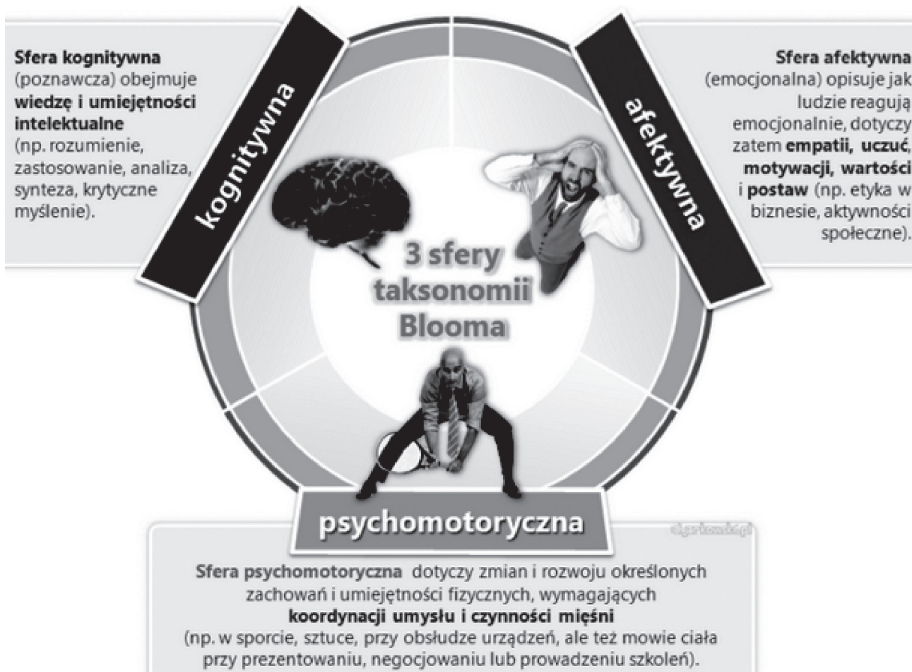 Sfera kognitywna
(poznawcza) obejmuje
wiedzę i umiejętności
intelektualne
(np. rozumienie,
zastosowanie, analiza,
synteza, krytyczne
myślenie).
kognitywna
afektywna
Sfera afektywna
(emocjonalna) opisuje jak
ludzie reagują
emocjonalnie, dotyczy
zatem empatii, uczuć,
motywacji, wartości
i postaw (np. etyka w
biznesie, aktywności
społeczne).
3 sfery
taksonomii
Blooma
psychomotoryczna
Sfera psychomotoryczna dotyczy zmian i rozwoju określonych
zachowań i umiejętności fizycznych, wymagających
koordynacji umysłu i czynności mięśni
(np. w sporcie, sztuce, przy obsłudze urządzeń, ale też mowie ciała
przy prezentowaniu, negocjowaniu lub prowadzeniu szkoleń).